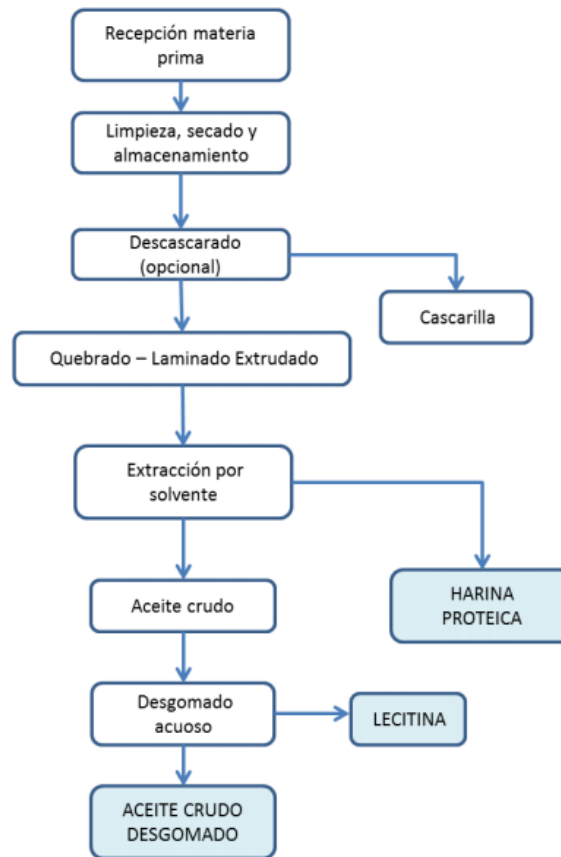 Recepción materia
prima
Limpieza, secado y
almacenamiento
Descascarado
(opcional)
Cascarilla
Quebrado – Laminado Extrudado
Extracción por
solvente
HARINA
PROTEICA
Aceite crudo
Desgomado
acuoso
LECITINA
ACEITE CRUDO
DESGOMADO